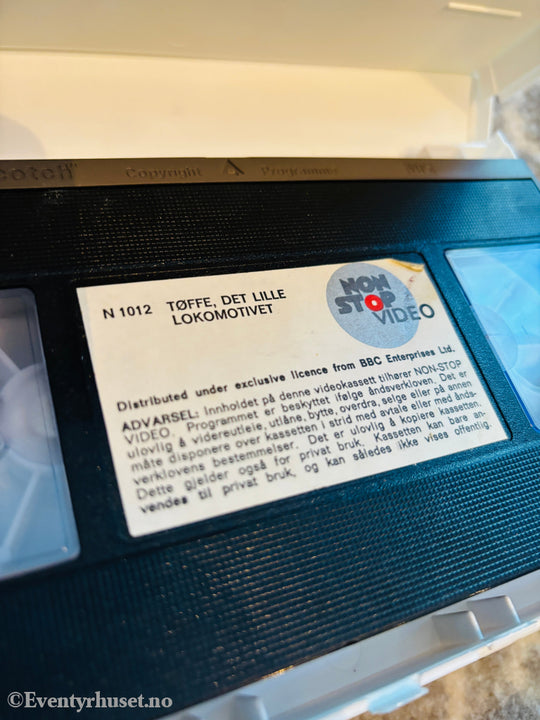 Scotch
Copyright Programme
N 1012 TØFFE, DET LILLE
LOKOMOTIVET
NON
STOP
VIDEO
Distributed under exclusive licence from BBC Enterprises Ltd.
ADVARSEL: Innholdet på denne videokassett tilhører NON-STOP
VIDEO. Programmet er beskyttet ifølge åndsverkloven. Det er
ulovlig å videreutleie, utlåne, bytte, overdra, selge eller på annen
måte disponere over kassetten i strid med avtale eller med ånds-
verklovens bestemmelser. Det er ulovlig å kopiere kassetten.
Dette gjelder også for privat bruk. Kassetten kan bare an-
vendes til privat bruk, og kan således ikke vises offentlig.
©Eventyrhuset.no